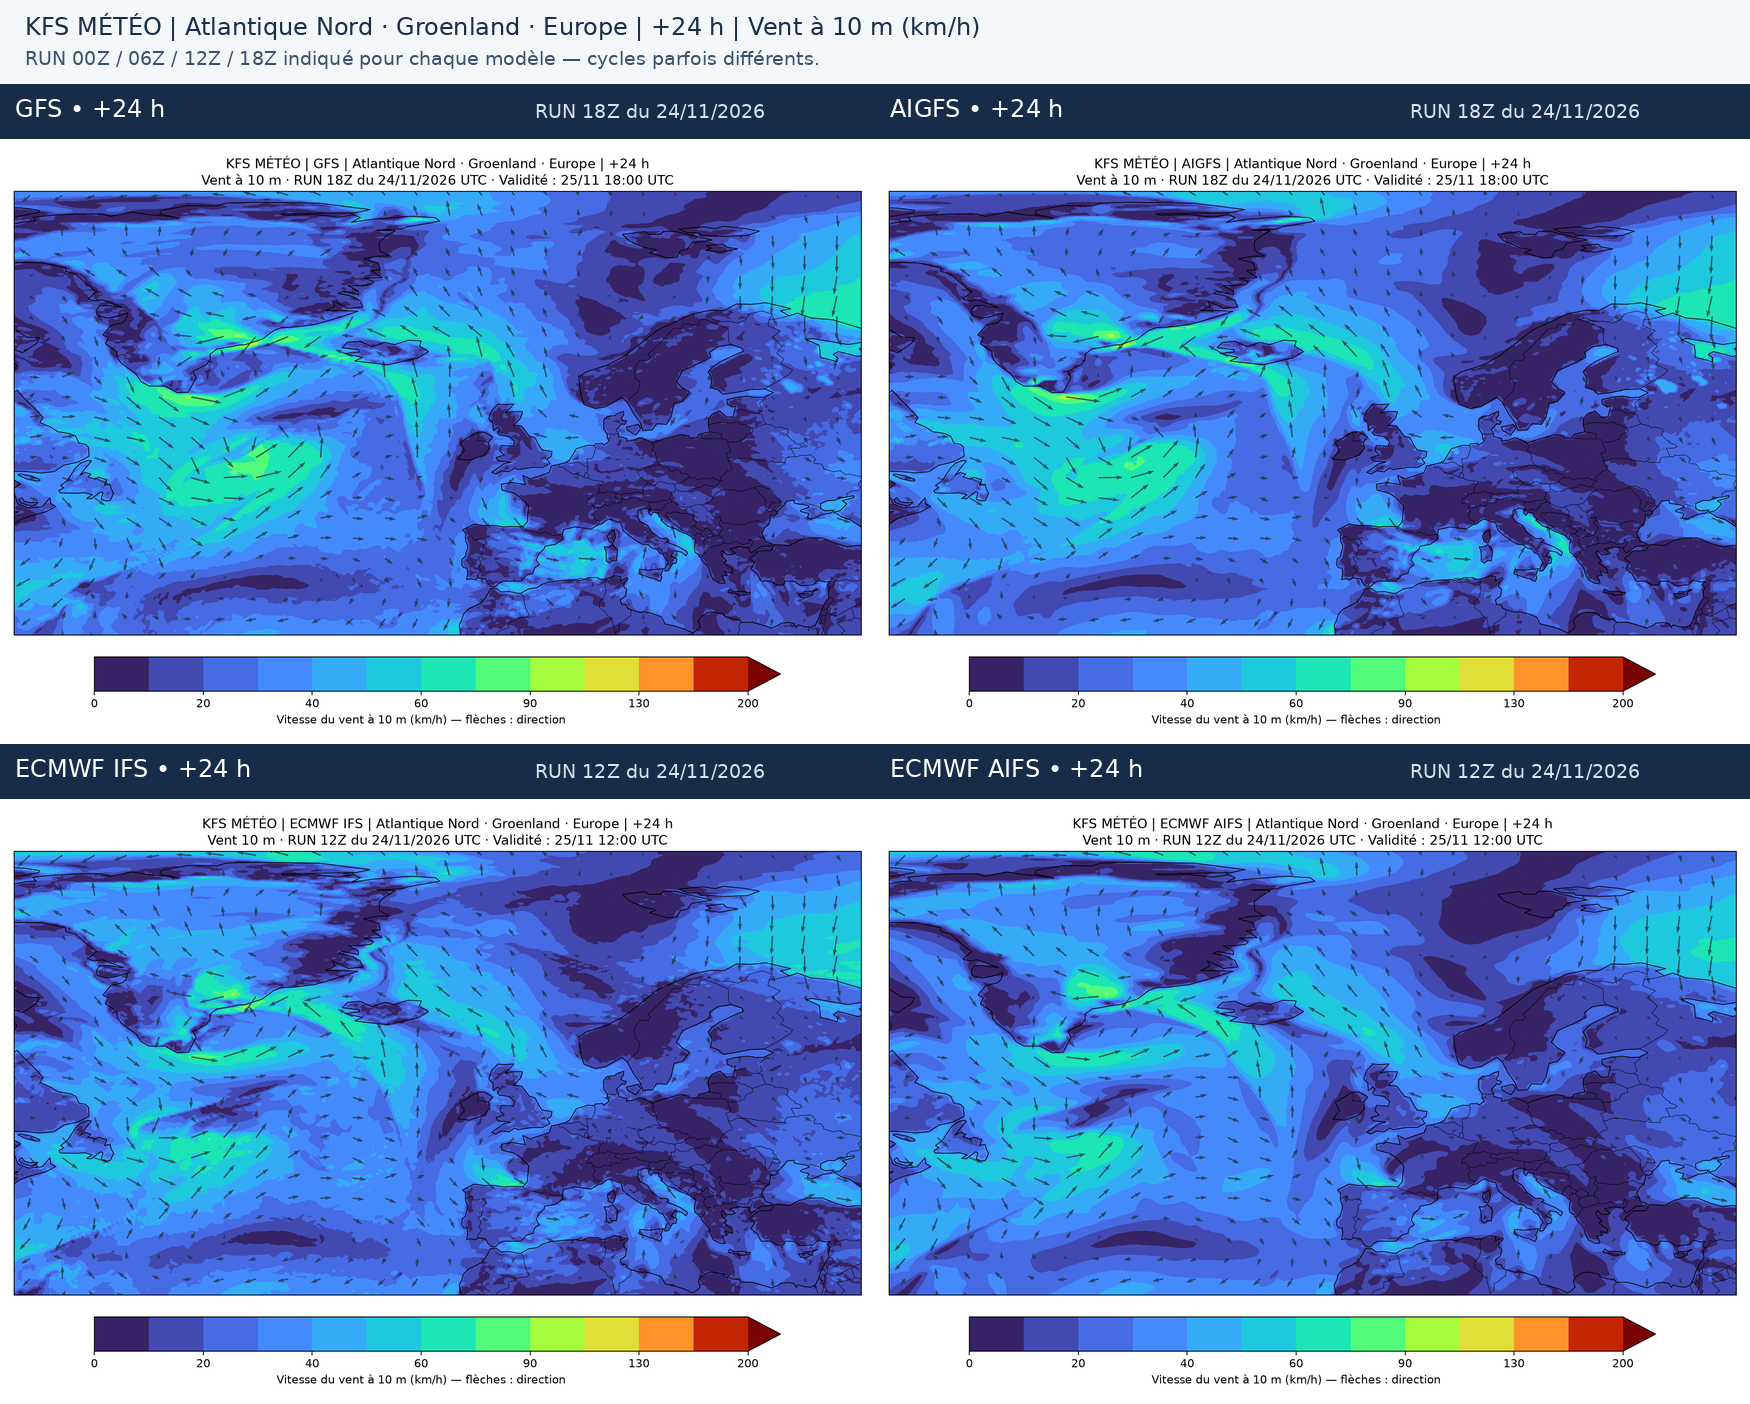 KFS MÉTÉO | Atlantique Nord · Groenland · Europe | +24 h | Vent à 10 m (km/h)
RUN 00Z / 06Z / 12Z / 18Z indiqué pour chaque modèle — cycles parfois différents.
GFS • +24 h
RUN 18Z du 24/11/2026
KFS MÉTÉO | GFS | Atlantique Nord · Groenland · Europe | +24 h
Vent à 10 m · RUN 18Z du 24/11/2026 UTC · Validité : 25/11 18:00 UTC
0 20 40 60 90 130 200
Vitesse du vent à 10 m (km/h) — flèches : direction
AIGFS • +24 h
RUN 18Z du 24/11/2026
KFS MÉTÉO | AIGFS | Atlantique Nord · Groenland · Europe | +24 h
Vent à 10 m · RUN 18Z du 24/11/2026 UTC · Validité : 25/11 18:00 UTC
0 20 40 60 90 130 200
Vitesse du vent à 10 m (km/h) — flèches : direction
ECMWF IFS • +24 h
RUN 12Z du 24/11/2026
KFS MÉTÉO | ECMWF IFS | Atlantique Nord · Groenland · Europe | +24 h
Vent 10 m · RUN 12Z du 24/11/2026 UTC · Validité : 25/11 12:00 UTC
0 20 40 60 90 130 200
Vitesse du vent à 10 m (km/h) — flèches : direction
ECMWF AIFS • +24 h
RUN 12Z du 24/11/2026
KFS MÉTÉO | ECMWF AIFS | Atlantique Nord · Groenland · Europe | +24 h
Vent 10 m · RUN 12Z du 24/11/2026 UTC · Validité : 25/11 12:00 UTC
0 20 40 60 90 130 200
Vitesse du vent à 10 m (km/h) — flèches : direction